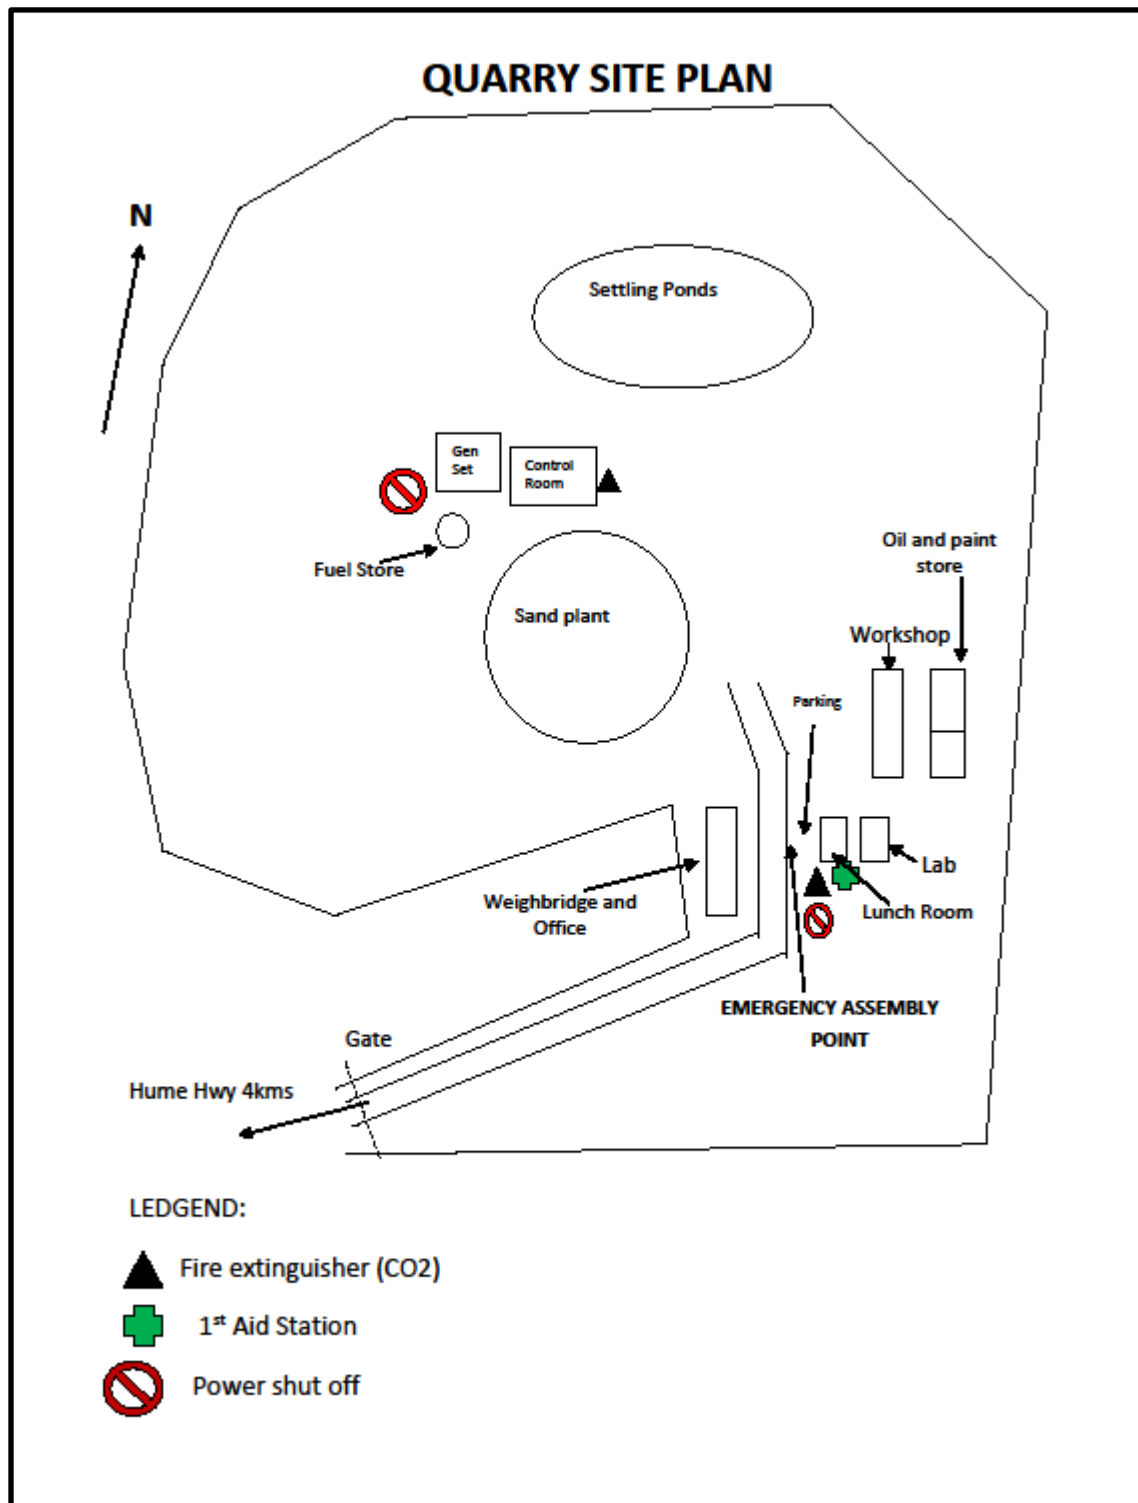 QUARRY SITE PLAN
N
Settling Ponds
Gen
Set
Control
Room
Fuel Store
Sand plant
Oil and paint
store
Workshop
Parking
Lab
Lunch Room
Weighbridge and
Office
EMERGENCY ASSEMBLY
POINT
Gate
Hume Hwy 4kms
LEDGEND:
Fire extinguisher (CO2)
1st Aid Station
Power shut off